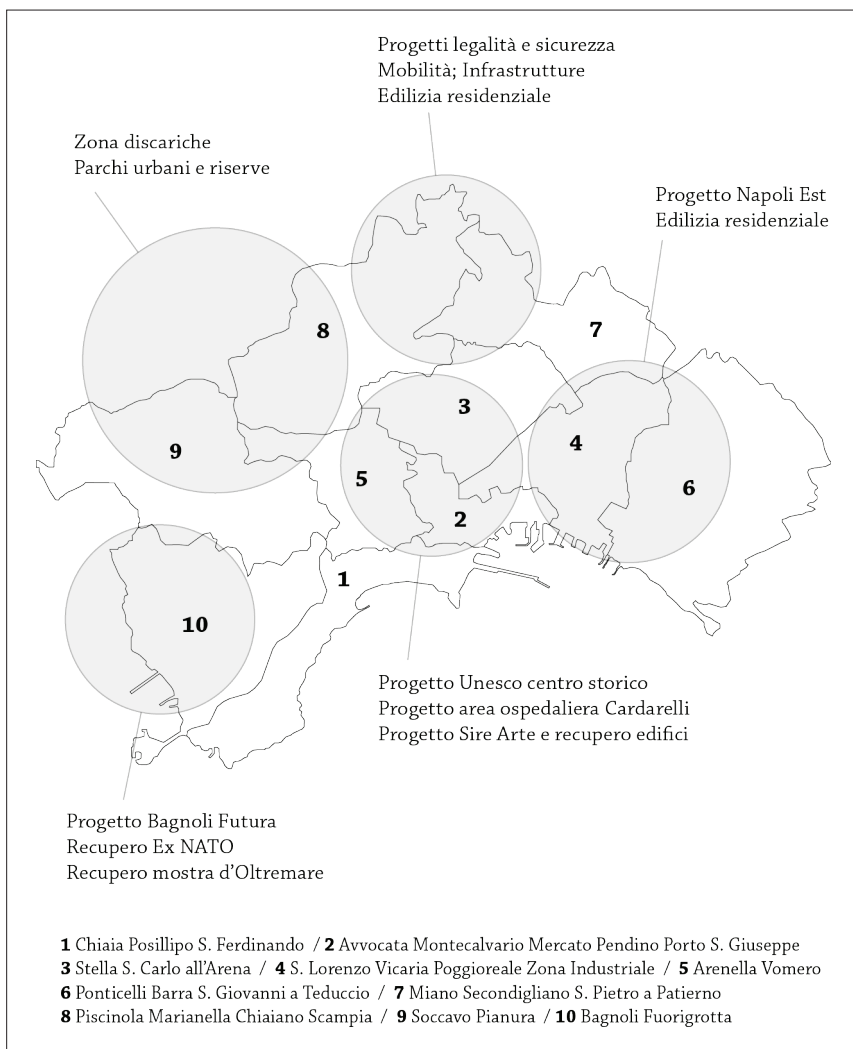 Progetti legalità e sicurezza
Mobilità; Infrastrutture
Edilizia residenziale
Zona discariche
Parchi urbani e riserve
Progetto Napoli Est
Edilizia residenziale
7
8
3
4
9
5
6
2
1
10
Progetto Unesco centro storico
Progetto area ospedaliera Cardarelli
Progetto Sire Arte e recupero edifici
Progetto Bagnoli Futura
Recupero Ex NATO
Recupero mostra d'Oltremare
1 Chiaia Posillipo S. Ferdinando / 2 Avvocata Montecalvario Mercato Pendino Porto S. Giuseppe
3 Stella S. Carlo all'Arena / 4 S. Lorenzo Vicaria Poggioreale Zona Industriale / 5 Arenella Vomero
6 Ponticelli Barra S. Giovanni a Teduccio / 7 Miano Secondigliano S. Pietro a Patierno
8 Piscinola Marianella Chiaiano Scampia / 9 Soccavo Pianura / 10 Bagnoli Fuorigrotta